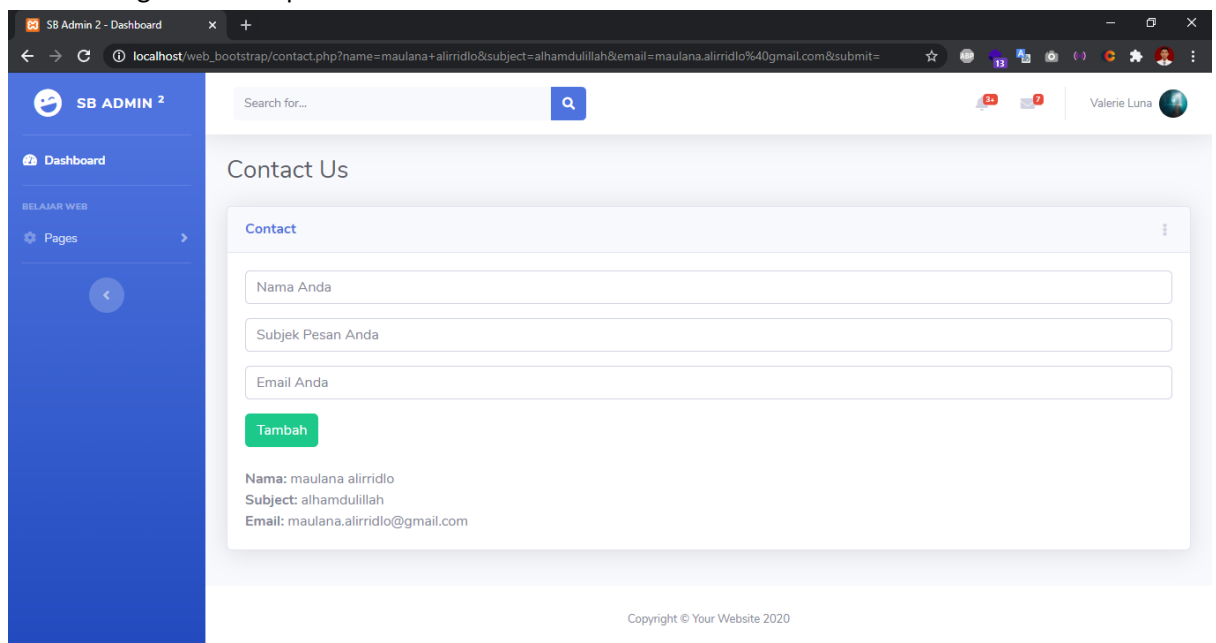 SB Admin 2 - Dashboard
localhost/web_bootstrap/contact.php?name=maulana+alirridlo&subject=alhamdulillah&email=maulana.alirridlo%40gmail.com&submit=
ABP
13
SB ADMIN 2
Search for...
3+
7
Valerie Luna
Dashboard
Contact Us
BELAJAR WEB
Contact
Pages
Nama Anda
Subjek Pesan Anda
Email Anda
Tambah
Nama: maulana alirridlo
Subject: alhamdulillah
Email: maulana.alirridlo@gmail.com
Copyright © Your Website 2020